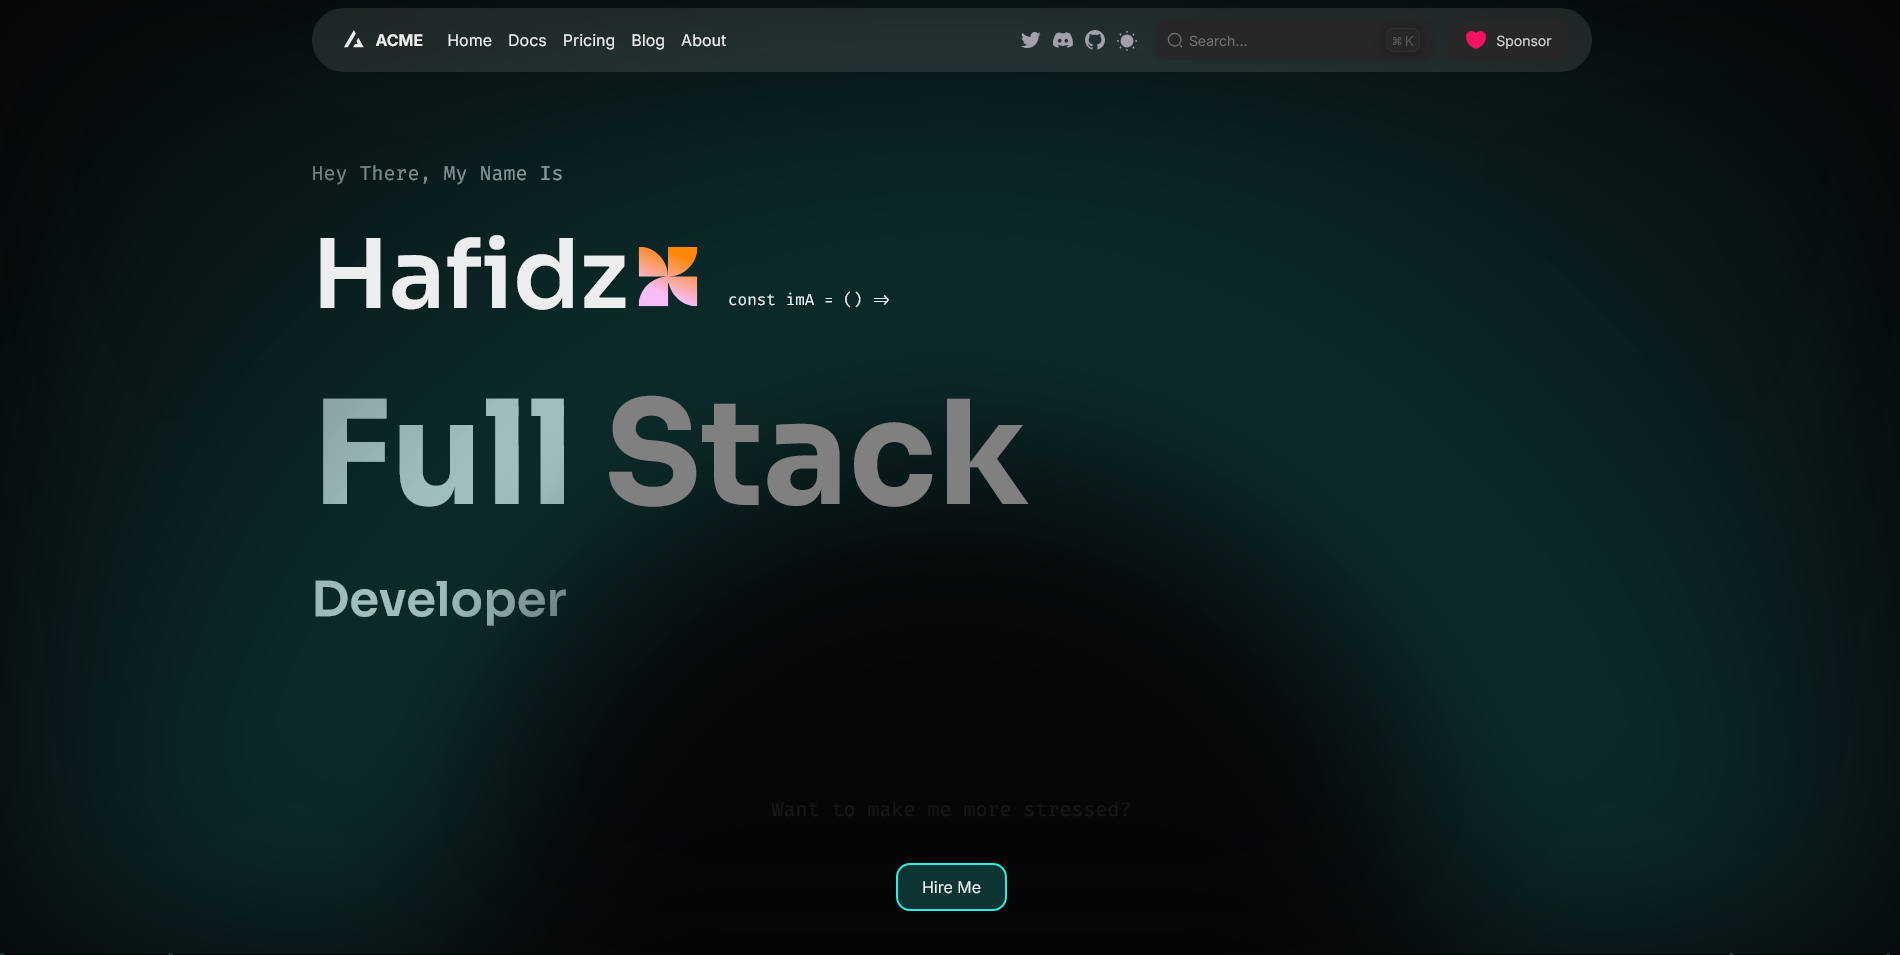 ACME Home Docs Pricing Blog About Search... ⌘K Sponsor
Hey There, My Name Is
Hafidz
const imA = () =>
Full Stack
Developer
Want to make me more stressed?
Hire Me